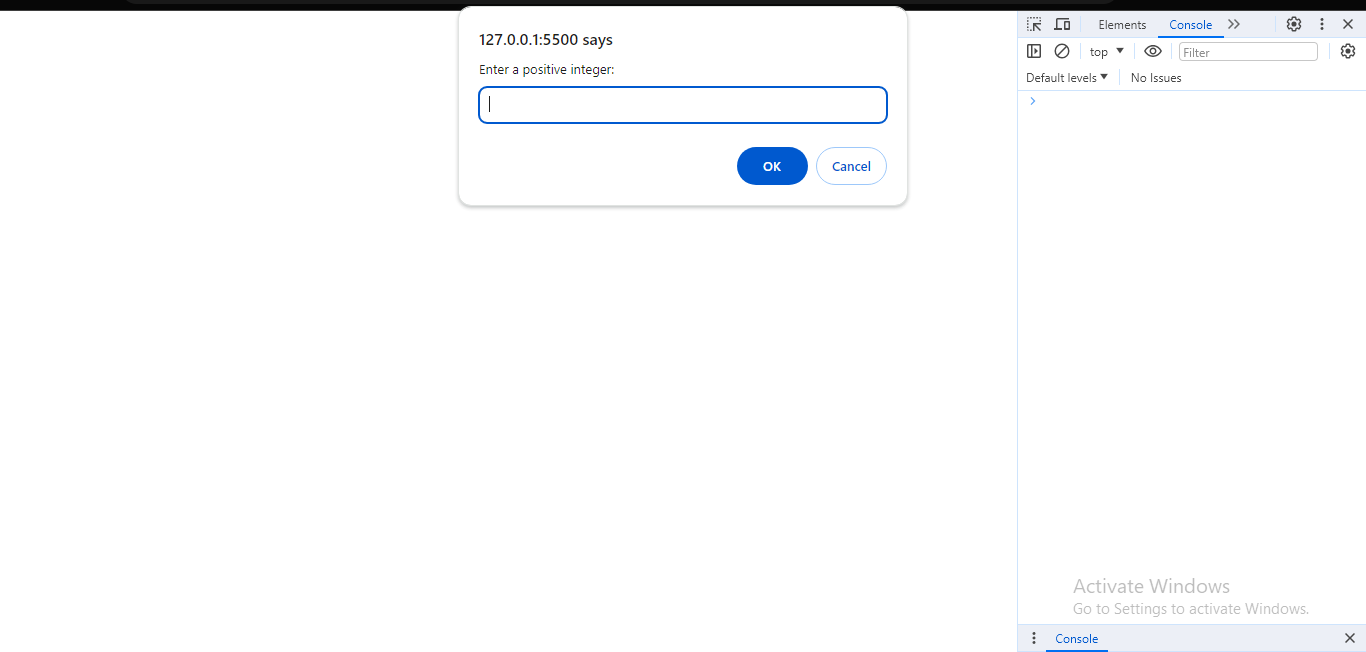 127.0.0.1:5500 says
Enter a positive integer:
OK Cancel
Elements Console
top Filter
Default levels No Issues
Activate Windows
Go to Settings to activate Windows.
Console